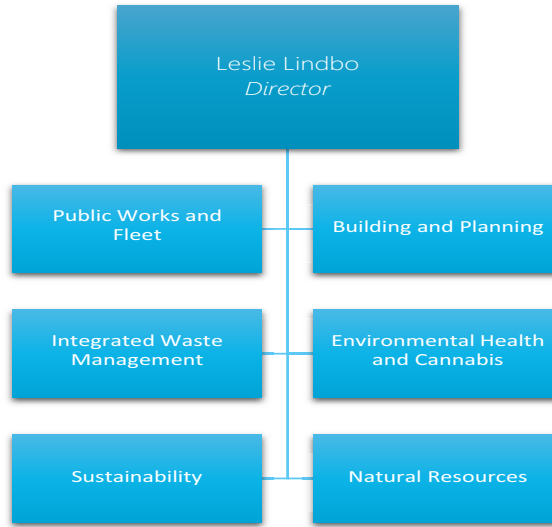 Leslie Lindbo
Director
Public Works and
Fleet
Building and Planning
Integrated Waste
Management
Environmental Health
and Cannabis
Sustainability
Natural Resources